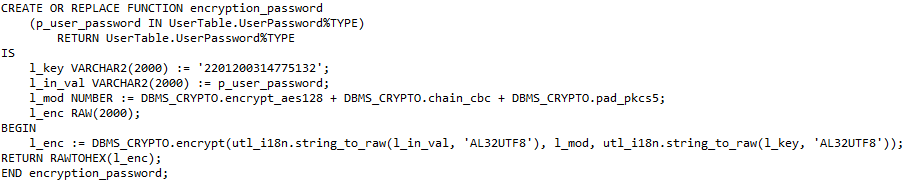 CREATE OR REPLACE FUNCTION encryption_password
(p_user_password IN UserTable.UserPassword%TYPE)
RETURN UserTable.UserPassword%TYPE
IS
l_key VARCHAR2(2000) := '2201200314775132';
l_in_val VARCHAR2(2000) := p_user_password;
l_mod NUMBER := DBMS_CRYPTO.encrypt_aes128 + DBMS_CRYPTO.chain_cbc + DBMS_CRYPTO.pad_pkcs5;
l_enc RAW(2000);
BEGIN
l_enc := DBMS_CRYPTO.encrypt(utl_i18n.string_to_raw(l_in_val, 'AL32UTF8'), l_mod, utl_i18n.string_to_raw(l_key, 'AL32UTF8'));
RETURN RAWTOHEX(l_enc);
END encryption_password;